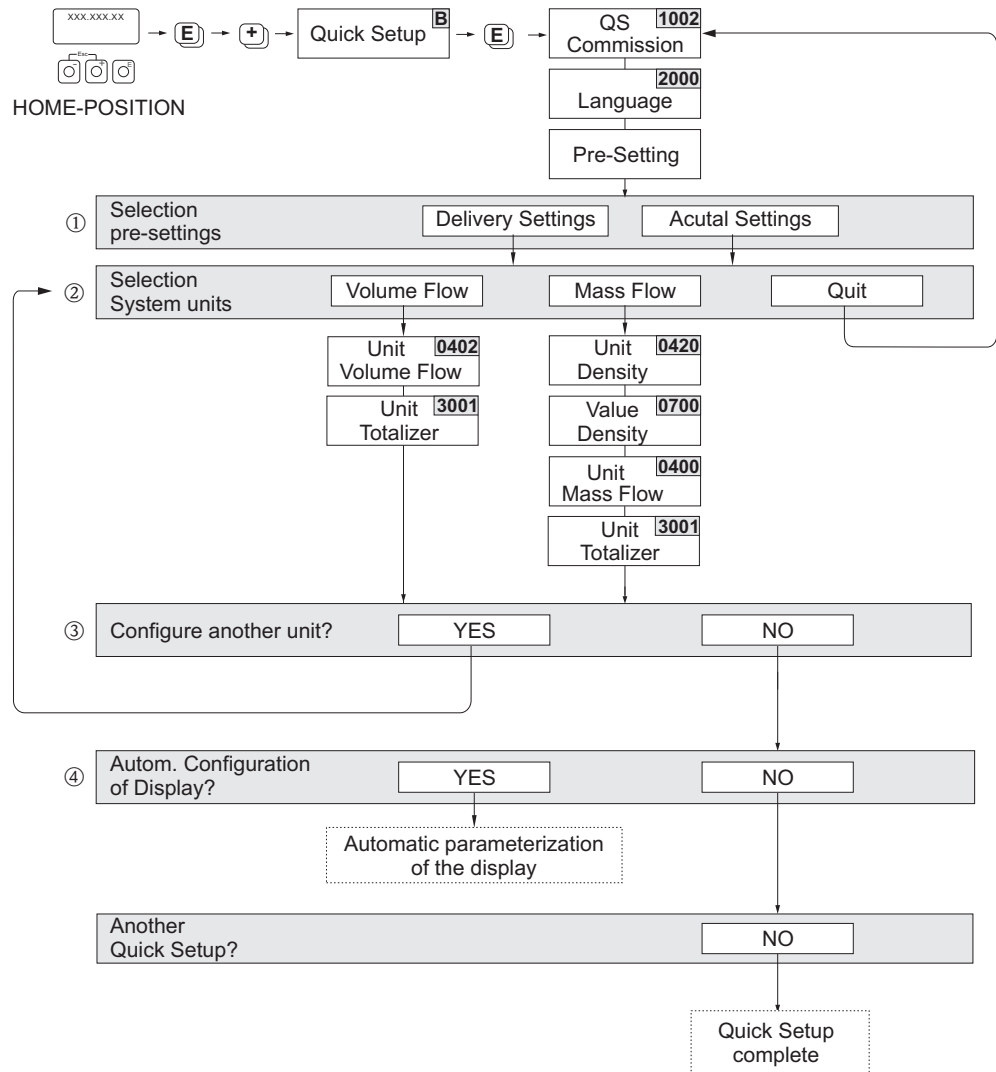 XXX.XXX.XX
Esc
-
+
E
HOME-POSITION
E
+
Quick Setup
B
E
QS
1002
Commission
2000
Language
Pre-Setting
①
Selection
pre-settings
Delivery Settings
Acutal Settings
②
Selection
System units
Volume Flow
Mass Flow
Quit
Unit
0402
Volume Flow
Unit
3001
Totalizer
Unit
0420
Density
Value
0700
Density
Unit
0400
Mass Flow
Unit
3001
Totalizer
③
Configure another unit?
YES
NO
④
Autom. Configuration
of Display?
YES
NO
Automatic parameterization
of the display
Another
Quick Setup?
NO
Quick Setup
complete